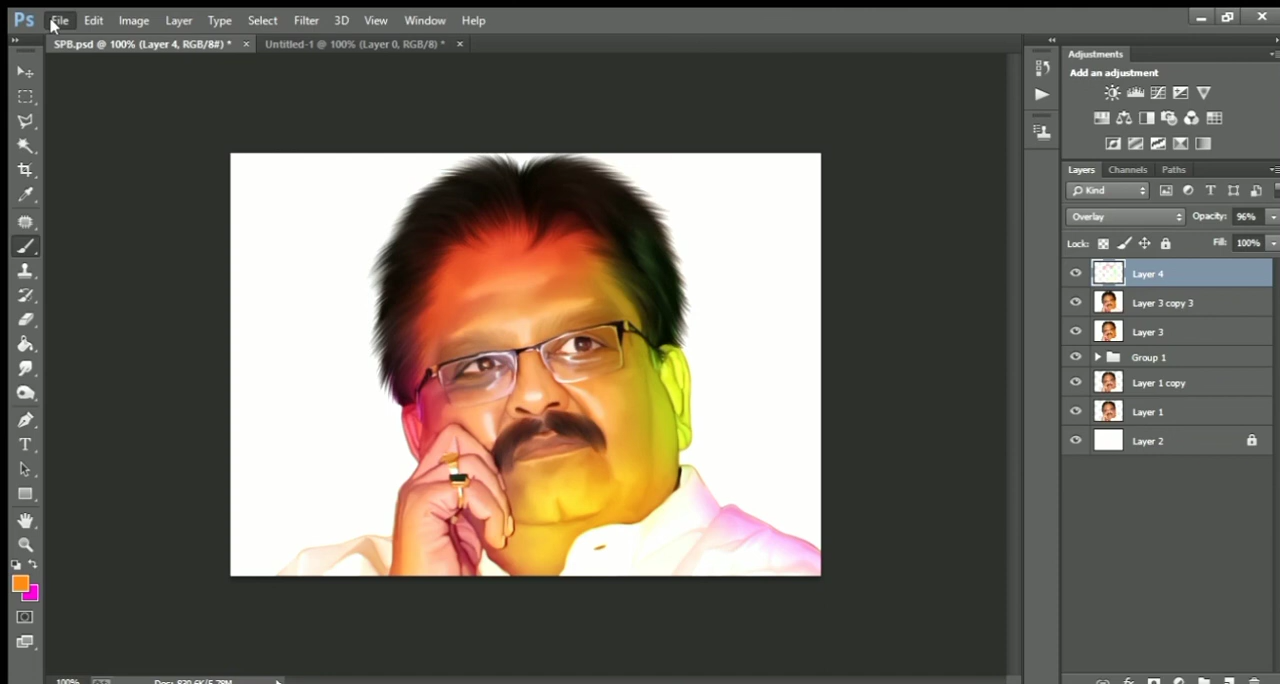 Ps File Edit Image Layer Type Select Filter 3D View Window Help
SPB.psd @ 100% (Layer 4, RGB/8#) * × Untitled-1 @ 100% (Layer 0, RGB/8) * ×
Adjustments
Add an adjustment
Layers Channels Paths
Kind
Overlay Opacity: 96%
Lock: Fill: 100%
Layer 4
Layer 3 copy 3
Layer 3
Group 1
Layer 1 copy
Layer 1
Layer 2
100%